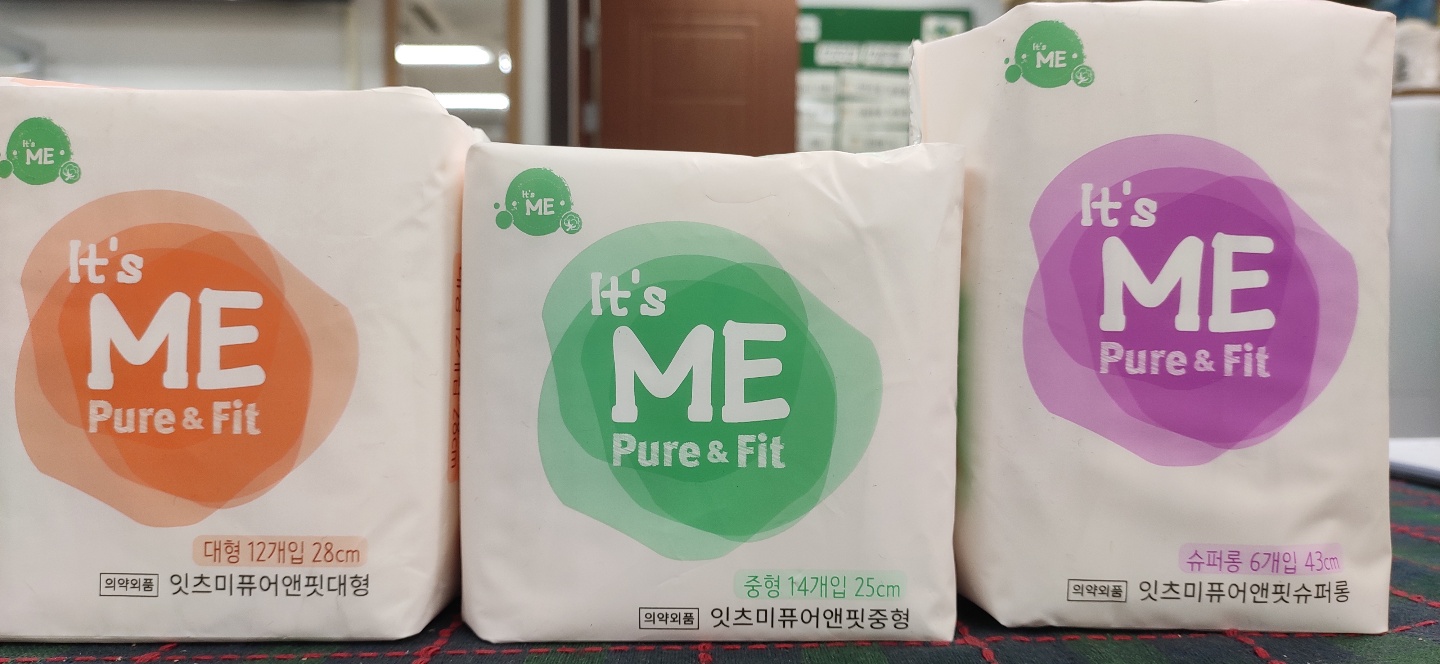 It's
ME
It's
ME
Pure & Fit
대형 12개입 28cm
의약외품 잇츠미퓨어앤핏대형
It's
ME
It's
ME
Pure & Fit
중형 14개입 25cm
의약외품 잇츠미퓨어앤핏중형
It's
ME
It's
ME
Pure & Fit
슈퍼롱 6개입 43cm
의약외품 잇츠미퓨어앤핏슈퍼롱